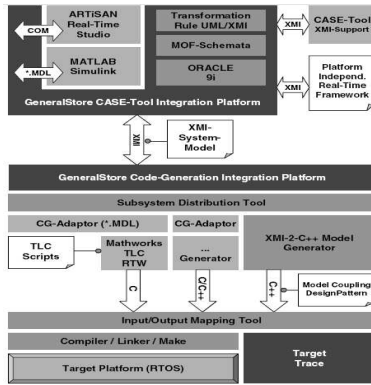 COM
ARTiSAN
Real-Time
Studio
Transformation
Rule UML/XMI
XMI
CASE-Tool
XMI-Support
*.MDL
MATLAB
Simulink
MOF-Schemata
ORACLE
9i
XMI
Platform
Independ.
Real-Time
Framework
GeneralStore CASE-Tool Integration Platform
XMI
XMI-
System-
Model
GeneralStore Code-Generation Integration Platform
Subsystem Distribution Tool
CG-Adaptor (*.MDL)
CG-Adaptor
XMI-2-C++ Model
Generator
TLC
Scripts
Mathworks
TLC
RTW
...
Generator
C
C/C++
C++
Model Coupling
DesignPattern
Input/Output Mapping Tool
Compiler / Linker / Make
Target Platform (RTOS)
Target
Trace